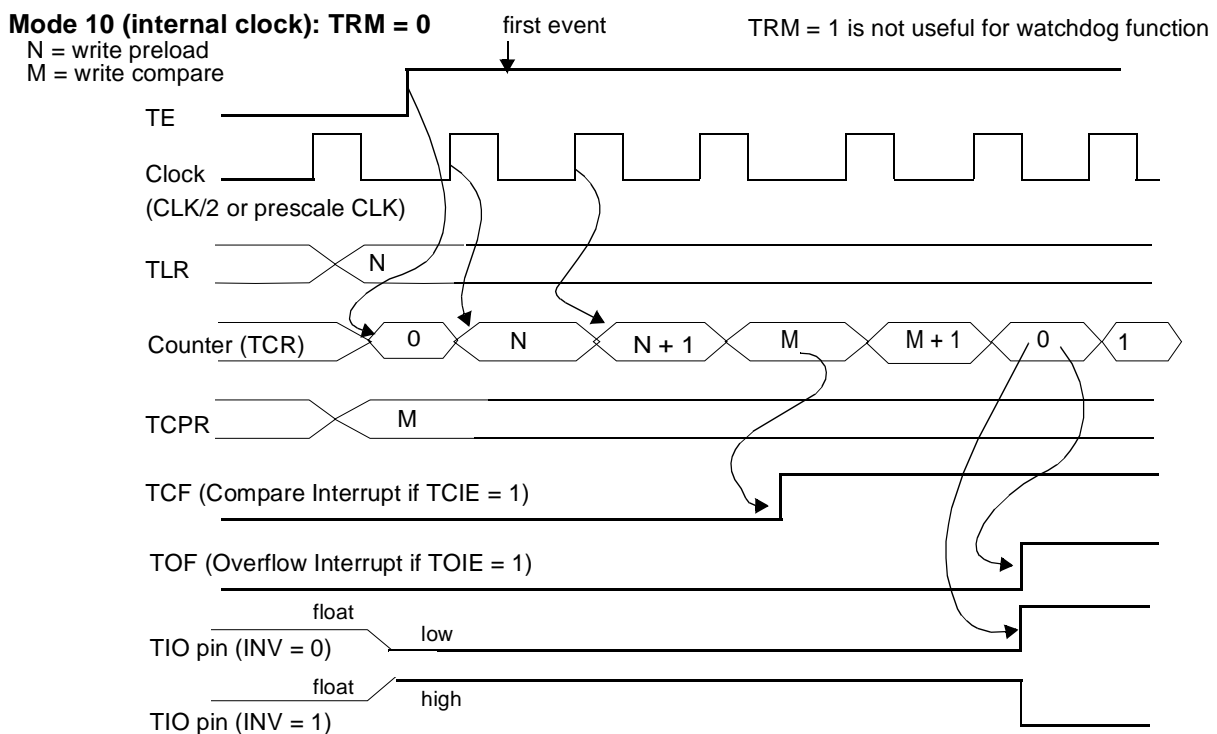 Mode 10 (internal clock): TRM = 0
first event
TRM = 1 is not useful for watchdog function
N = write preload
M = write compare
TE
Clock
(CLK/2 or prescale CLK)
TLR
N
Counter (TCR)
0
N
N + 1
M
M + 1
0
1
TCPR
M
TCF (Compare Interrupt if TCIE = 1)
TOF (Overflow Interrupt if TOIE = 1)
float
low
TIO pin (INV = 0)
float
high
TIO pin (INV = 1)